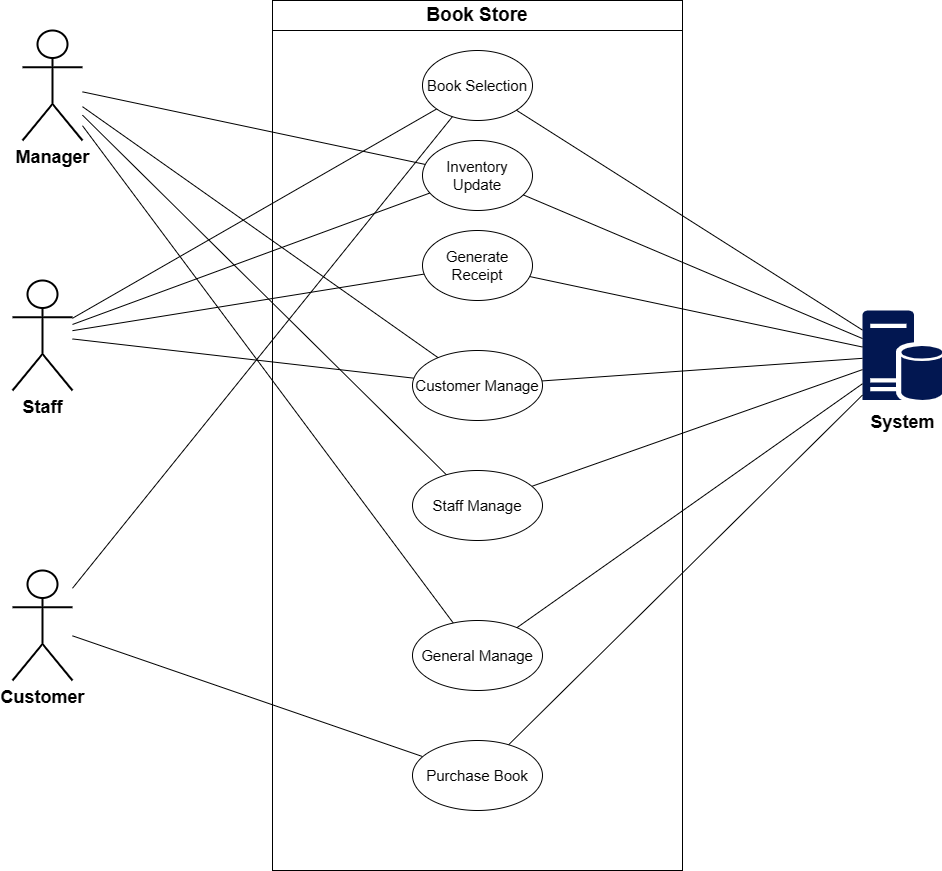 Book Store
Book Selection
Manager
Inventory
Update
Generate
Receipt
Staff
Customer Manage
System
Staff Manage
General Manage
Customer
Purchase Book